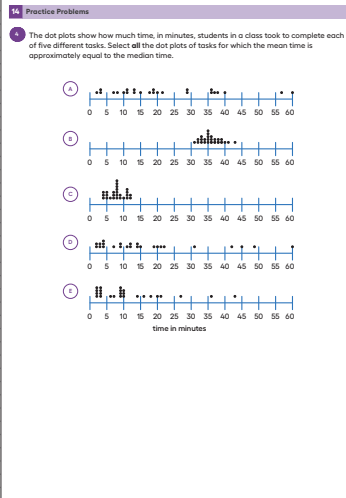 14 Practice Problems
4 The dot plots show how much time, in minutes, students in a class took to complete each
of five different tasks. Select all the dot plots of tasks for which the mean time is
approximately equal to the median time.
A
0 5 10 15 20 25 30 35 40 45 50 55 60
B
0 5 10 15 20 25 30 35 40 45 50 55 60
C
0 5 10 15 20 25 30 35 40 45 50 55 60
D
0 5 10 15 20 25 30 35 40 45 50 55 60
E
0 5 10 15 20 25 30 35 40 45 50 55 60
time in minutes